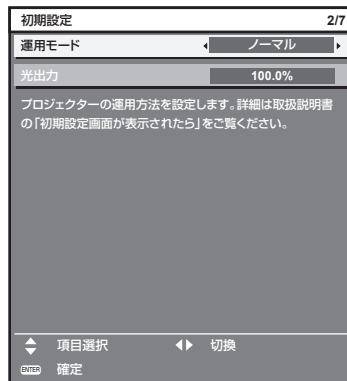 初期設定 2/7
運用モード ノーマル
光出力 100.0%
プロジェクターの運用方法を設定します。詳細は取扱説明書
の「初期設定画面が表示されたら」をご覧ください。
項目選択 切換
ENTER 確定